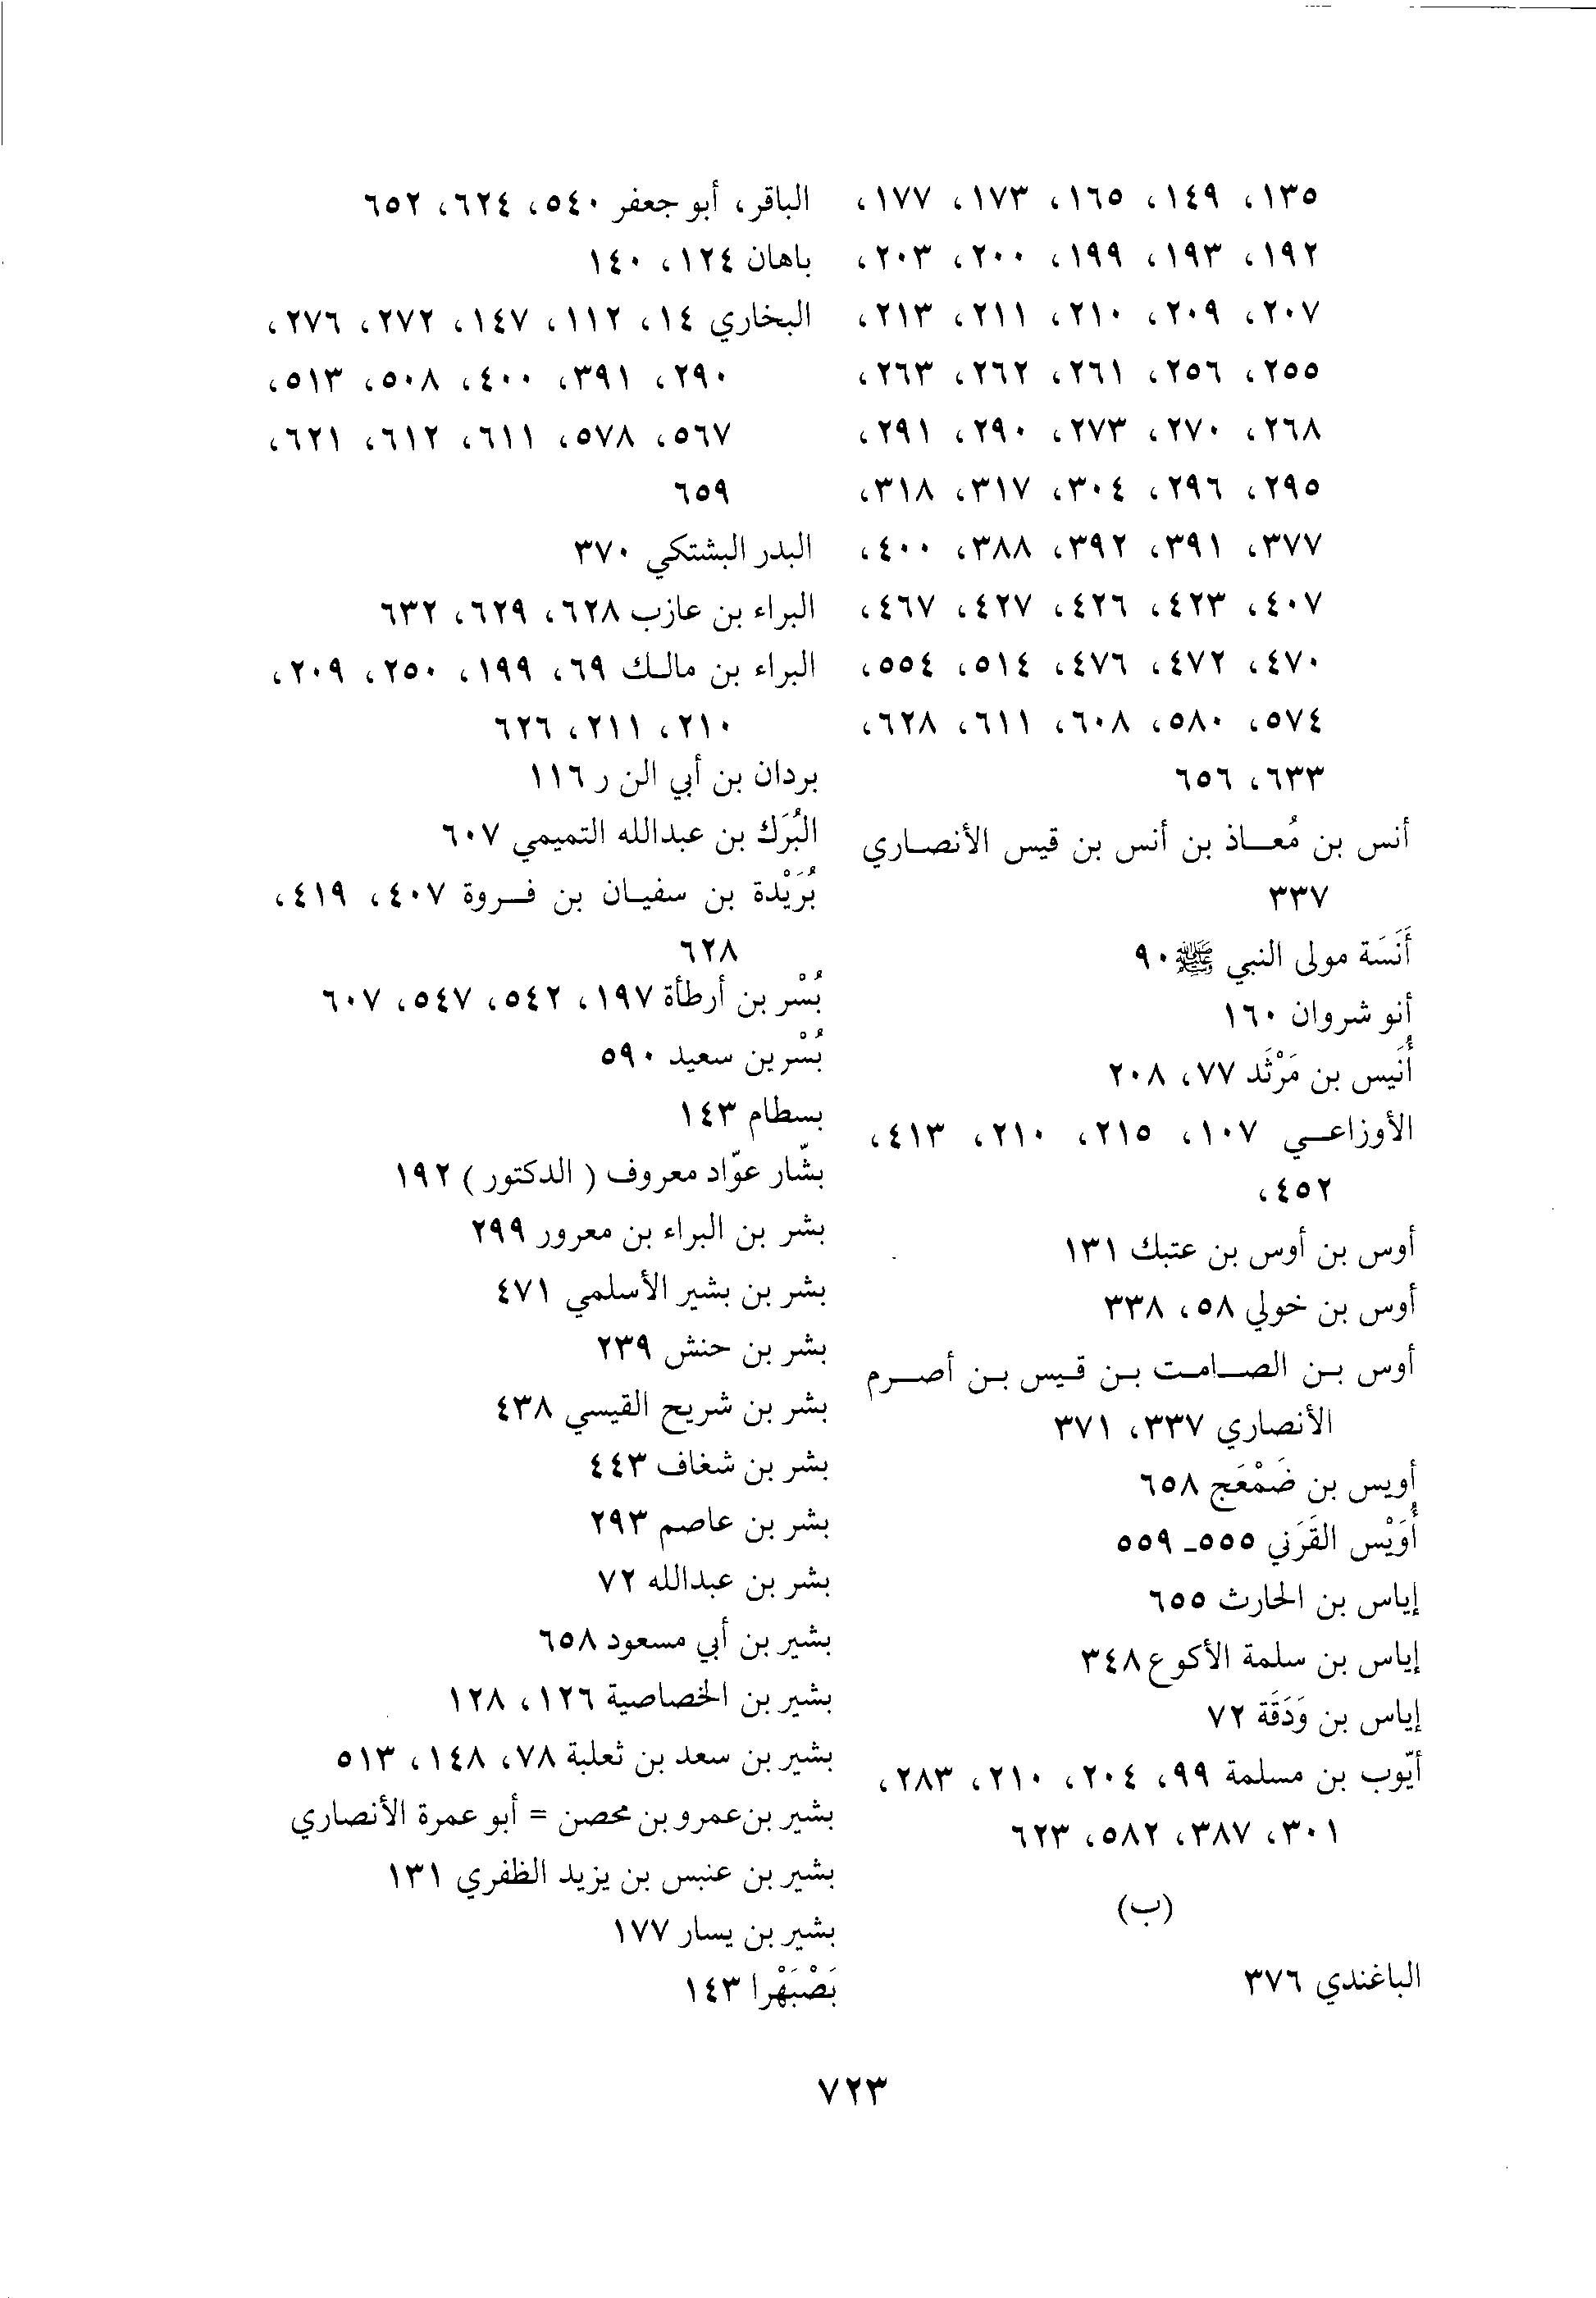 ١٣٥، ١٤٩، ١٦٥، ١٧٣، ١٧٧،
١٩٢، ١٩٣، ١٩٩، ٢٠٠، ٢٠٣،
٢٠٧، ٢٠٩، ٢١٠، ٢١١، ٢١٣،
٢٥٥، ٢٥٦، ٢٦١، ٢٦٢، ٢٦٣،
٢٦٨، ٢٧٠، ٢٧٣، ٢٩٠، ٢٩١،
٢٩٥، ٢٩٦، ٣٠٤، ٣١٧، ٣١٨،
٣٧٧، ٣٩١، ٣٩٢، ٣٨٨، ٤٠٠،
٤٠٧، ٤٢٣، ٤٢٦، ٤٢٧، ٤٦٧،
٤٧٠، ٤٧٢، ٤٧٦، ٥١٤، ٥٥٤،
٥٧٤، ٥٨٠، ٦٠٨، ٦١١، ٦٢٨،
٦٣٣، ٦٥٦
أنس بن مُعاذ بن أنس بن قيس الأنصاري
٣٣٧
أَنَسَة مولى النبي ﷺ ٩٠
أنو شروان ١٦٠
أُنَيس بن مَرْثَد ٧٧، ٢٠٨
الأوزاعي ١٠٧، ٢١٥، ٢١٠، ٤١٣،
٤٥٢،
أوس بن أوس بن عتبك ١٣١
أوس بن خولي ٥٨، ٣٣٨
أوس بن الصامت بن قيس بن أصرم
الأنصاري ٣٣٧، ٣٧١
أويس بن ضَمْعَج ٦٥٨
أُوَيْس القَرَني ٥٥٥ـ ٥٥٩
إياس بن الحارث ٦٥٥
إياس بن سلمة الأكوع ٣٤٨
إياس بن وَدَقَة ٧٢
أيّوب بن مسلمة ٩٩، ٢٠٤، ٢١٠، ٢٨٣،
٣٠١، ٣٨٧، ٥٨٢، ٦٢٣
(ب)
الباغندي ٣٧٦
الباقر، أبو جعفر ٥٤٠، ٦٢٤، ٦٥٢
باهان ١٢٤، ١٤٠
البخاري ١٤، ١١٢، ١٤٧، ٢٧٢، ٢٧٦،
٢٩٠، ٣٩١، ٤٠٠، ٥٠٨، ٥١٣،
٥٦٧، ٥٧٨، ٦١١، ٦١٢، ٦٢١،
٦٥٩
البدر البشتكي ٣٧٠
البراء بن عازب ٦٢٨، ٦٢٩، ٦٣٢
البراء بن مالك ٦٩، ١٩٩، ٢٥٠، ٢٠٩،
٢١٠، ٢١١، ٦٢٦
بردان بن أبي الن ر ١١٦
البُرَك بن عبدالله التميمي ٦٠٧
بُرَيْدة بن سفيان بن فروة ٤٠٧، ٤١٩،
٦٢٨
بُسْر بن أرطأة ١٩٧، ٥٤٢، ٥٤٧، ٦٠٧
بُسْربن سعيد ٥٩٠
بسطام ١٤٣
بشّار عوّاد معروف ( الدكتور ) ١٩٢
بشر بن البراء بن معرور ٢٩٩
بشر بن بشير الأسلمي ٤٧١
بشر بن حنش ٢٣٩
بشر بن شريح القيسي ٤٣٨
بشر بن شغاف ٤٤٣
بشر بن عاصم ٢٩٣
بشر بن عبدالله ٧٢
بشير بن أبي مسعود ٦٥٨
بشير بن الخصاصية ١٢٦، ١٢٨
بشير بن سعد بن ثعلبة ٧٨، ١٤٨، ٥١٣
بشير بن عمرو بن محصن = أبو عمرة الأنصاري
بشير بن عنبس بن يزيد الظفري ١٣١
بشير بن يسار ١٧٧
بَصْبَهْرا ١٤٣
٧٢٣